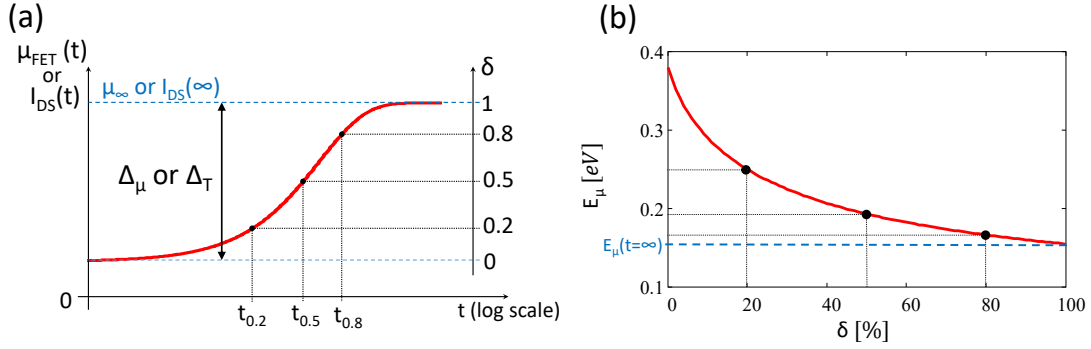 (a)
μFET (t)
or
IDS(t)
μ∞ or IDS(∞)
δ
1
0.8
Δμ or ΔT
0.5
0.2
0
0
t0.2
t0.5
t0.8
t (log scale)
(b)
0.4
0.3
0.2
0.1
Eμ [eV]
Eμ(t=∞)
0
20
40
60
80
100
δ [%]